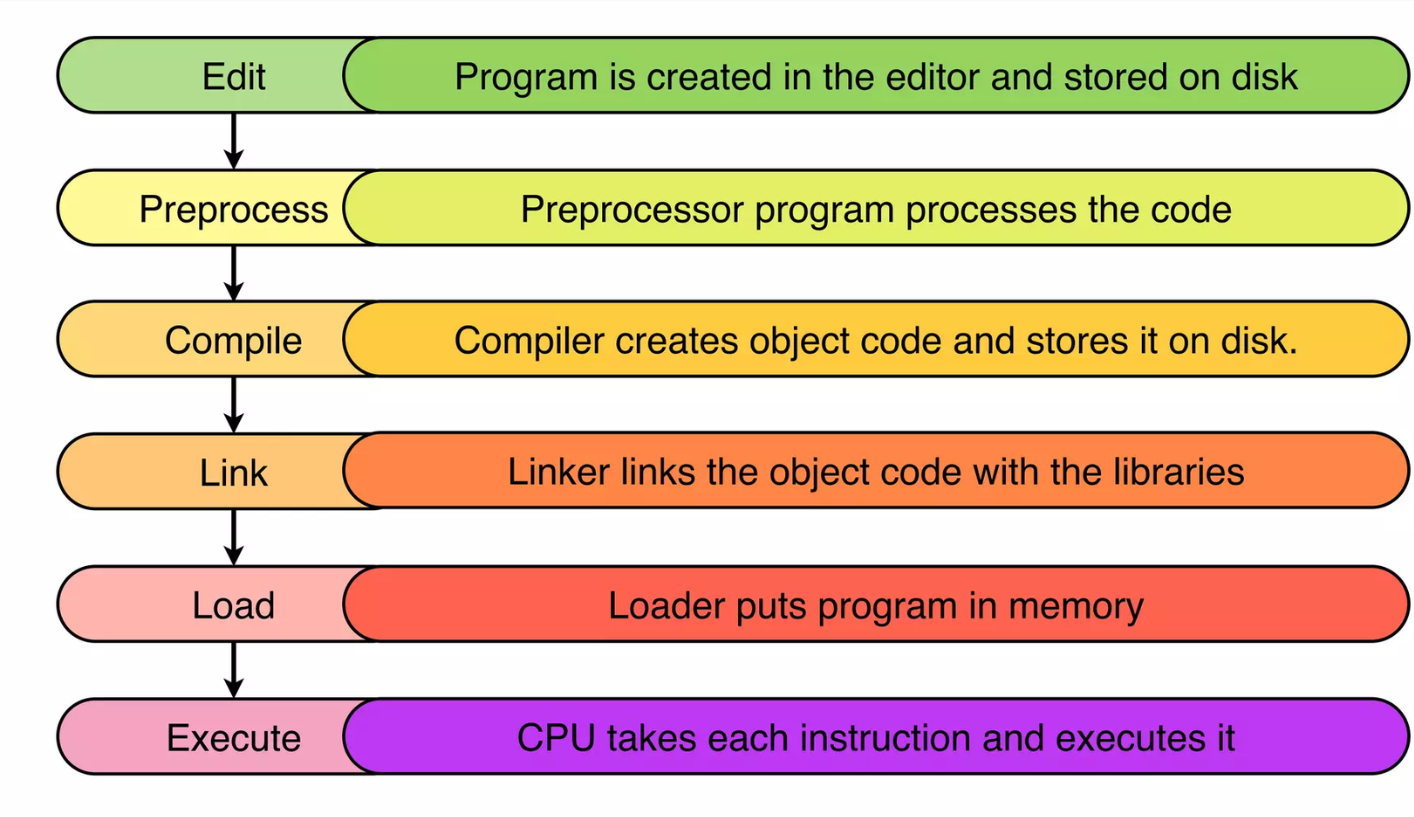 Edit
Program is created in the editor and stored on disk
Preprocess
Preprocessor program processes the code
Compile
Compiler creates object code and stores it on disk.
Link
Linker links the object code with the libraries
Load
Loader puts program in memory
Execute
CPU takes each instruction and executes it